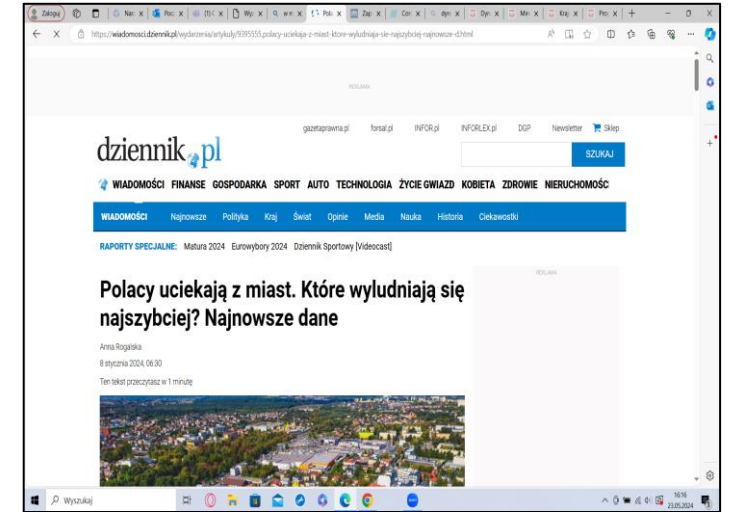 Zaloguj
https://wiadomosci.dziennik.pl/wydarzenia/artykuly/9395555,polacy-uciekaja-z-miast-ktore-wyludniaja-sie-najszybciej-najnowsze-d.html
REKLAMA
gazetaprawna.pl forsal.pl INFOR.pl INFORLEX.pl DGP Newsletter Sklep
dziennik.pl
SZUKAJ
WIADOMOŚCI FINANSE GOSPODARKA SPORT AUTO TECHNOLOGIA ŻYCIE GWIAZD KOBIETA ZDROWIE NIERUCHOMOŚC
WIADOMOŚCI Najnowsze Polityka Kraj Świat Opinie Media Nauka Historia Ciekawostki
RAPORTY SPECJALNE: Matura 2024 Eurowybory 2024 Dziennik Sportowy [Videocast]
REKLAMA
Polacy uciekają z miast. Które wyludniają się
najszybciej? Najnowsze dane
Anna Rogalska
8 stycznia 2024, 06:30
Ten tekst przeczytasz w 1 minutę
Wyszukaj
16:16
23.05.2024